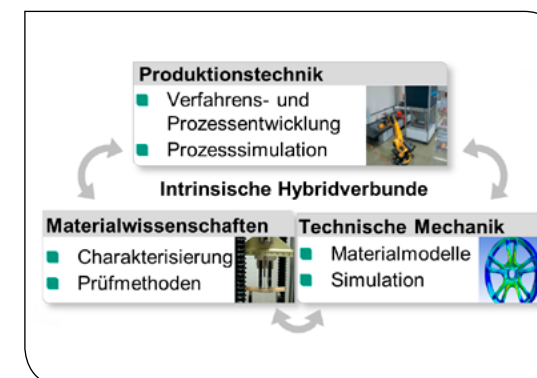 Produktionstechnik
Verfahrens- und
Prozessentwicklung
Prozesssimulation
Intrinsische Hybridverbunde
Materialwissenschaften
Charakterisierung
Prüfmethoden
Technische Mechanik
Materialmodelle
Simulation